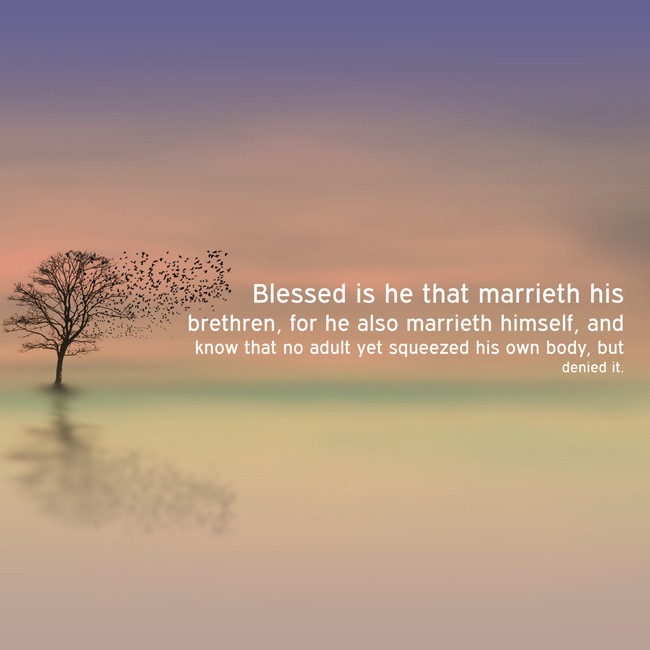 Blessed is he that marrieth his
brethren, for he also marrieth himself, and
know that no adult yet squeezed his own body, but
denied it.